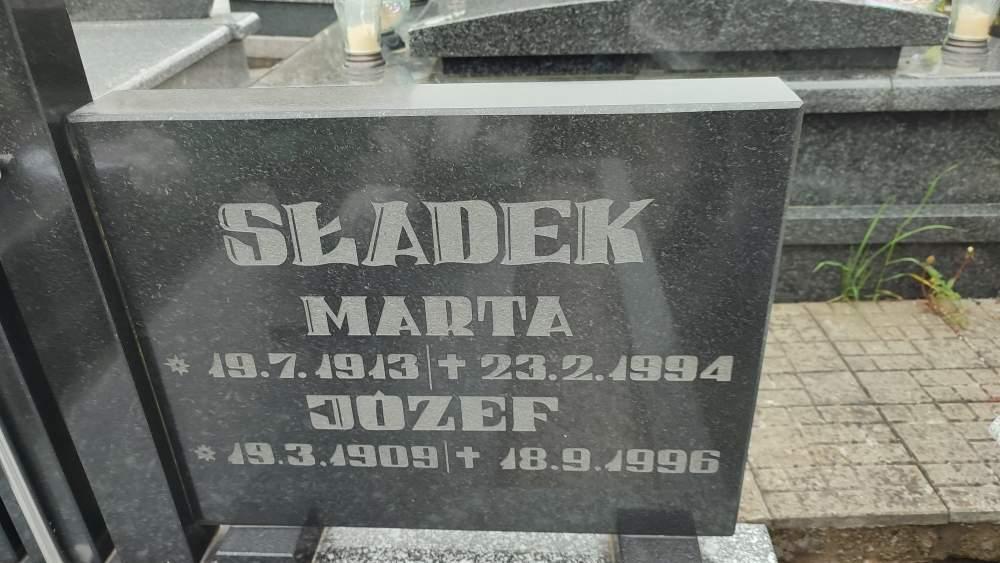 SŁADEK
MARTA
* 19.7.1913 | † 23.2.1994
JÓZEF
* 19.3.1909 | † 18.9.1996